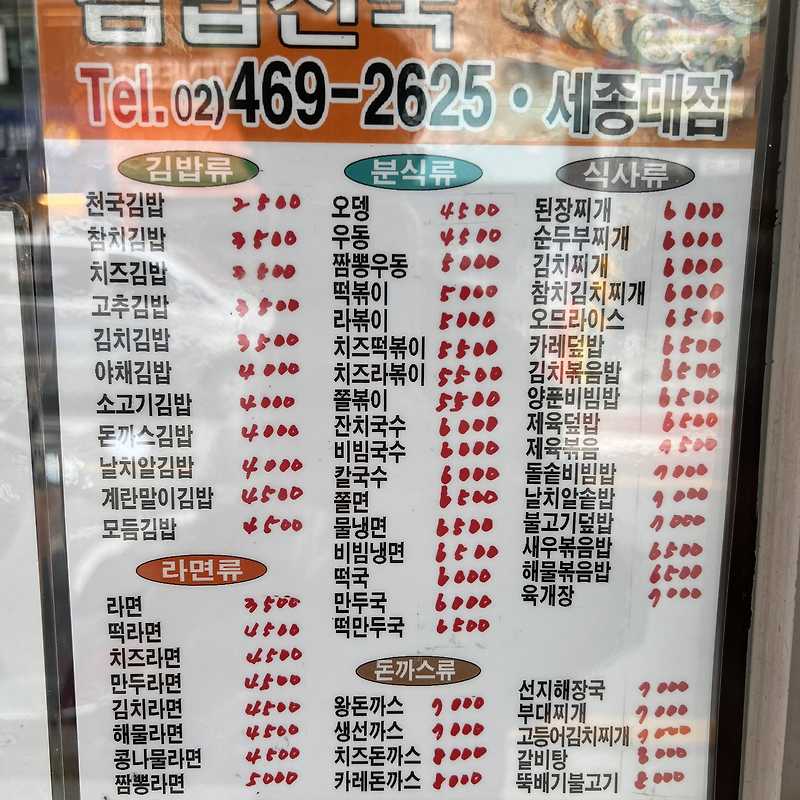 김밥천국
Tel. 02)469-2625 · 세종대점
김밥류
천국김밥 2500
참치김밥 3500
치즈김밥 3500
고추김밥 3500
김치김밥 3500
야채김밥 4000
소고기김밥 4000
돈까스김밥 4000
날치알김밥 4000
계란말이김밥 4500
모듬김밥 4500
라면류
라면 3500
떡라면 4500
치즈라면 4500
만두라면 4500
김치라면 4500
해물라면 4500
콩나물라면 4500
짬뽕라면 5000
분식류
오뎅 4500
우동 4500
짬뽕우동 5000
떡볶이 5000
라볶이 5000
치즈떡볶이 5500
치즈라볶이 5500
쫄볶이 5500
잔치국수 6000
비빔국수 6000
칼국수 6000
쫄면 6500
물냉면 6500
비빔냉면 6500
떡국 6000
만두국 6000
떡만두국 6500
돈까스류
왕돈까스 7000
생선까스 7000
치즈돈까스 8000
카레돈까스 8000
식사류
된장찌개 6000
순두부찌개 6000
김치찌개 6000
참치김치찌개 6000
오므라이스 6500
카레덮밥 6500
김치볶음밥 6500
양푼비빔밥 6500
제육덮밥 6500
제육볶음 7500
돌솥비빔밥 7000
날치알솥밥 7000
불고기덮밥 7000
새우볶음밥 6500
해물볶음밥 6500
육개장 7000
선지해장국 7000
부대찌개 7000
고등어김치찌개 7500
갈비탕 8000
뚝배기불고기 8000